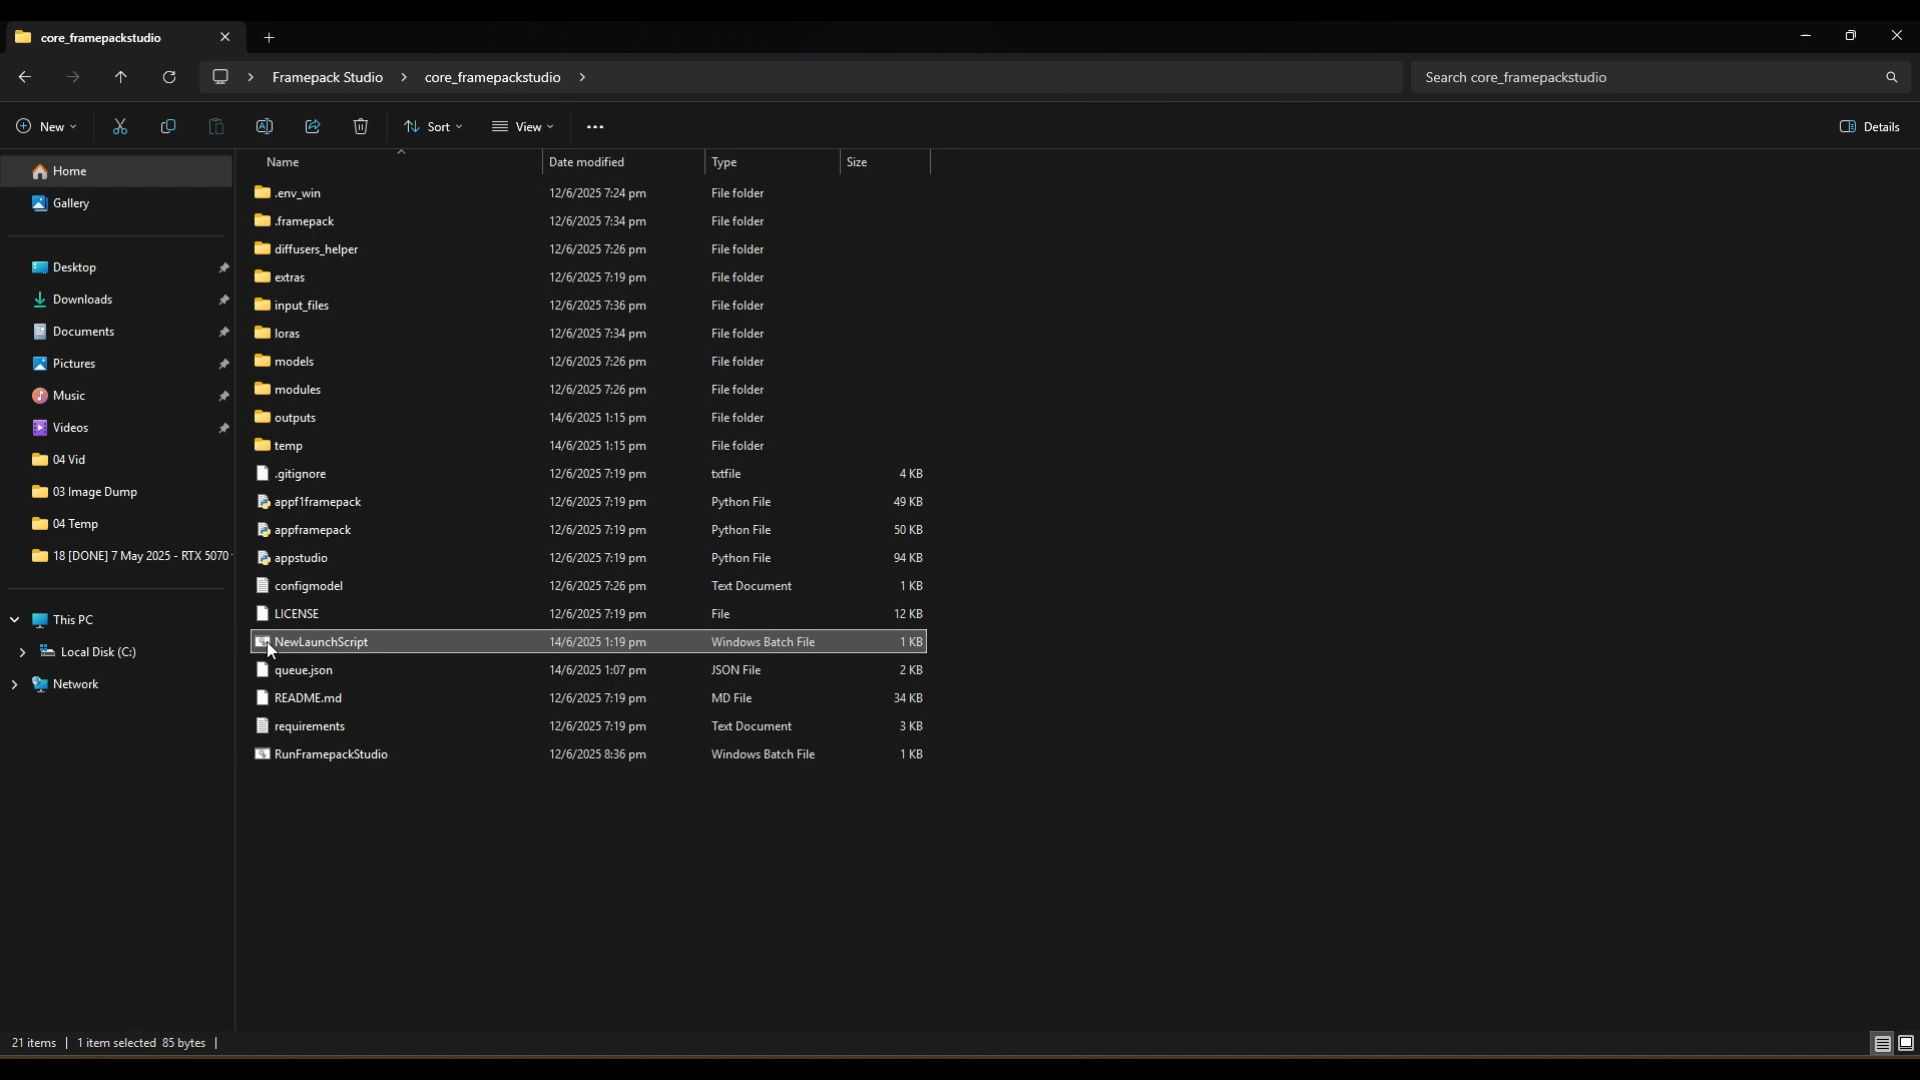 core_framepackstudio
Framepack Studio > core_framepackstudio >
Search core_framepackstudio
New
Sort
View
Details
Home
Gallery
Desktop
Downloads
Documents
Pictures
Music
Videos
04 Vid
03 Image Dump
04 Temp
18 [DONE] 7 May 2025 - RTX 5070
This PC
Local Disk (C:)
Network
Name Date modified Type Size
.env_win 12/6/2025 7:24 pm File folder
.framepack 12/6/2025 7:34 pm File folder
diffusers_helper 12/6/2025 7:26 pm File folder
extras 12/6/2025 7:19 pm File folder
input_files 12/6/2025 7:36 pm File folder
loras 12/6/2025 7:34 pm File folder
models 12/6/2025 7:26 pm File folder
modules 12/6/2025 7:26 pm File folder
outputs 14/6/2025 1:15 pm File folder
temp 14/6/2025 1:15 pm File folder
.gitignore 12/6/2025 7:19 pm txtfile 4 KB
appf1framepack 12/6/2025 7:19 pm Python File 49 KB
appframepack 12/6/2025 7:19 pm Python File 50 KB
appstudio 12/6/2025 7:19 pm Python File 94 KB
configmodel 12/6/2025 7:26 pm Text Document 1 KB
LICENSE 12/6/2025 7:19 pm File 12 KB
NewLaunchScript 14/6/2025 1:19 pm Windows Batch File 1 KB
queue.json 14/6/2025 1:07 pm JSON File 2 KB
README.md 12/6/2025 7:19 pm MD File 34 KB
requirements 12/6/2025 7:19 pm Text Document 3 KB
RunFramepackStudio 12/6/2025 8:36 pm Windows Batch File 1 KB
21 items | 1 item selected 85 bytes |